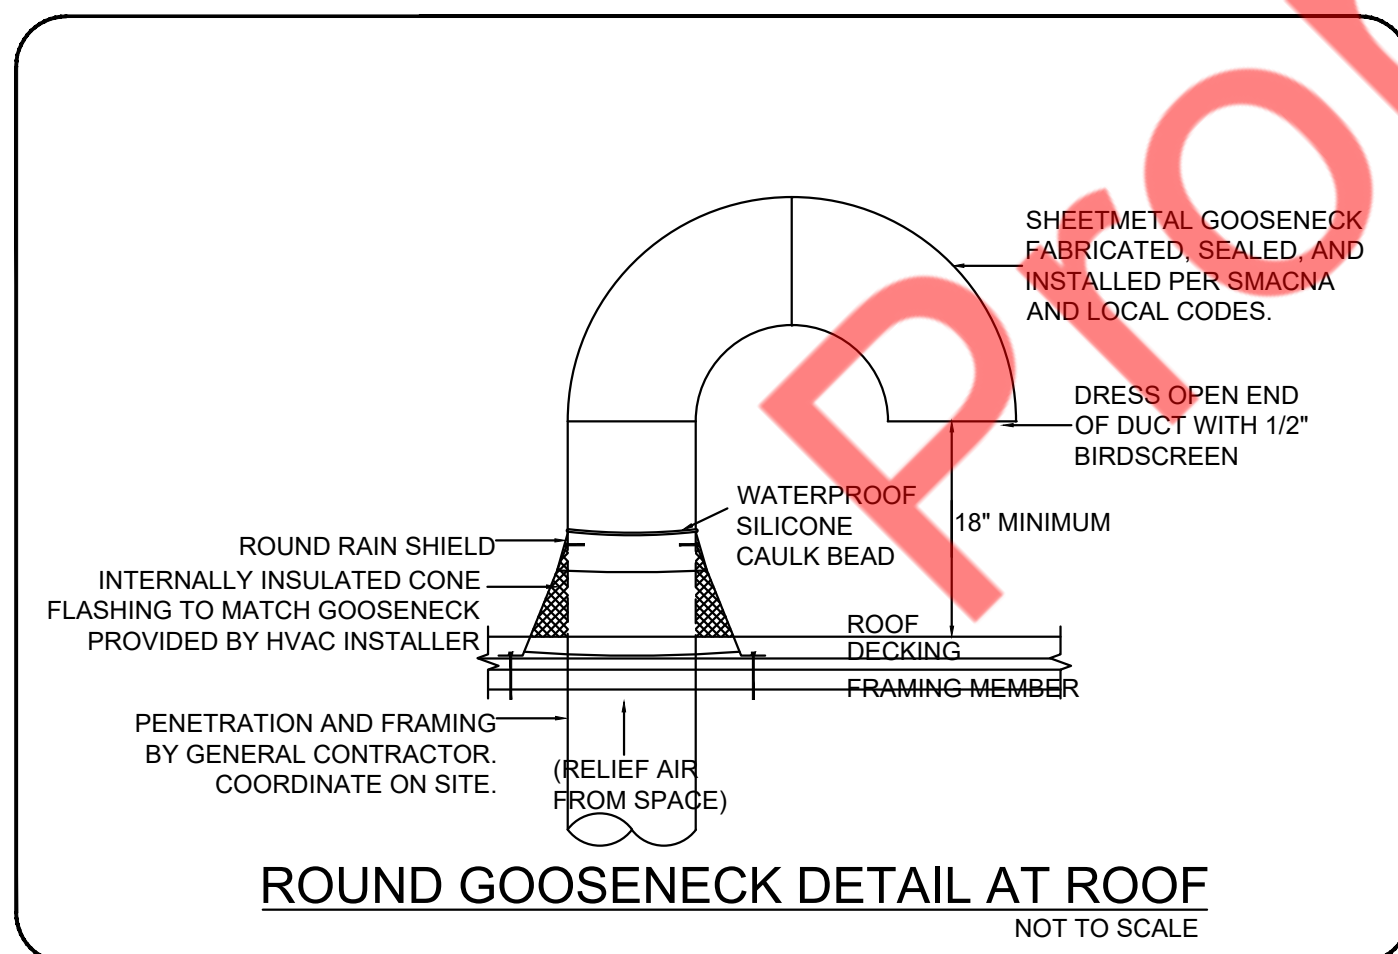 SHEETMETAL GOOSENECK
FABRICATED, SEALED, AND
INSTALLED PER SMACNA
AND LOCAL CODES.
DRESS OPEN END
OF DUCT WITH 1/2"
BIRDSCREEN
WATERPROOF
SILICONE
CAULK BEAD
18" MINIMUM
ROUND RAIN SHIELD
INTERNALLY INSULATED CONE
FLASHING TO MATCH GOOSENECK
PROVIDED BY HVAC INSTALLER
ROOF
DECKING
FRAMING MEMBER
PENETRATION AND FRAMING
BY GENERAL CONTRACTOR.
COORDINATE ON SITE.
(RELIEF AIR
FROM SPACE)
ROUND GOOSENECK DETAIL AT ROOF
NOT TO SCALE